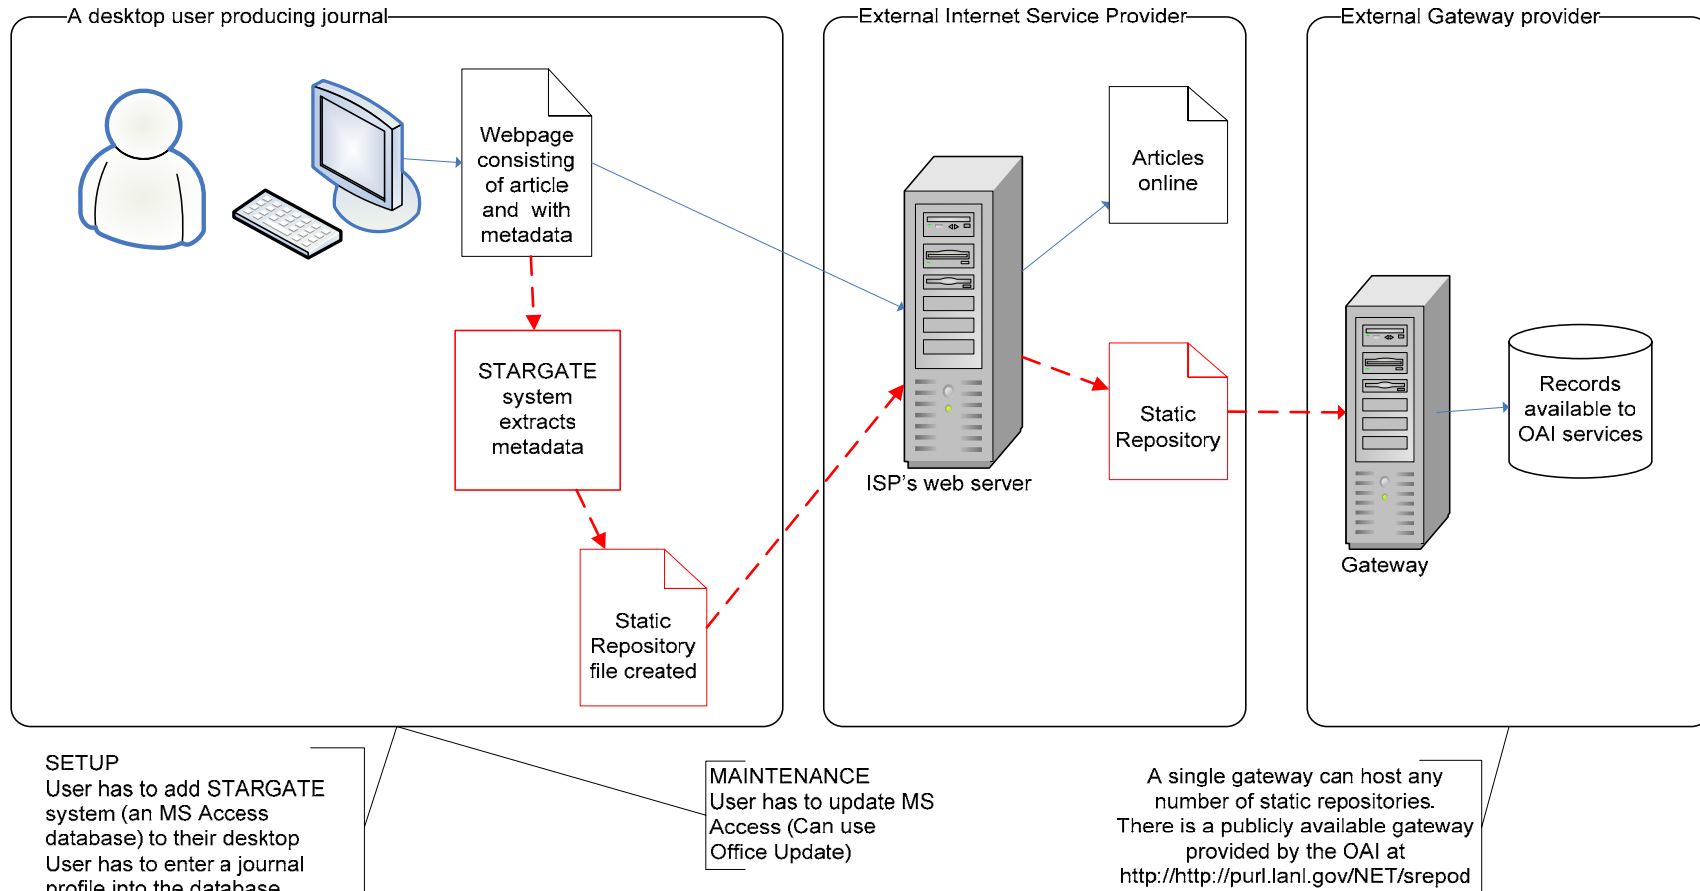 A desktop user producing journal
External Internet Service Provider
External Gateway provider
Webpage
consisting
of article
and with
metadata
STARGATE
system
extracts
metadata
Static
Repository
file created
Articles
online
ISP's web server
Static
Repository
Gateway
Records
available to
OAI services
SETUP
User has to add STARGATE
system (an MS Access
database) to their desktop
User has to enter a journal
profile into the database
MAINTENANCE
User has to update MS
Access (Can use
Office Update)
A single gateway can host any
number of static repositories.
There is a publicly available gateway
provided by the OAI at
http://http://purl.lanl.gov/NET/srepod